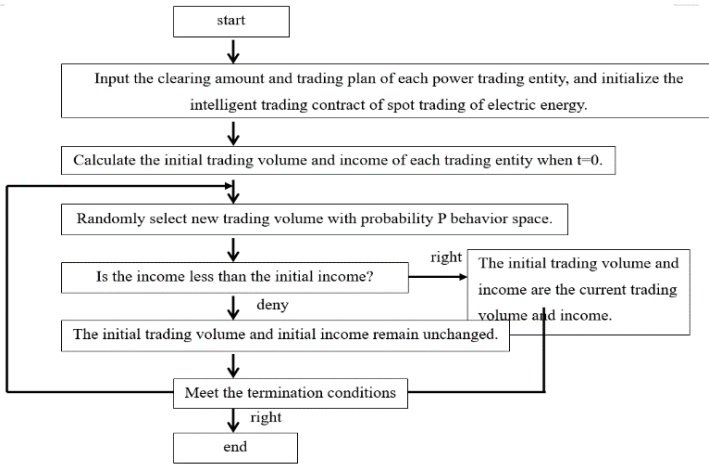 start
Input the clearing amount and trading plan of each power trading entity, and initialize the
intelligent trading contract of spot trading of electric energy.
Calculate the initial trading volume and income of each trading entity when t=0.
Randomly select new trading volume with probability P behavior space.
Is the income less than the initial income?
right
The initial trading volume and
income are the current trading
volume and income.
deny
The initial trading volume and initial income remain unchanged.
Meet the termination conditions
right
end